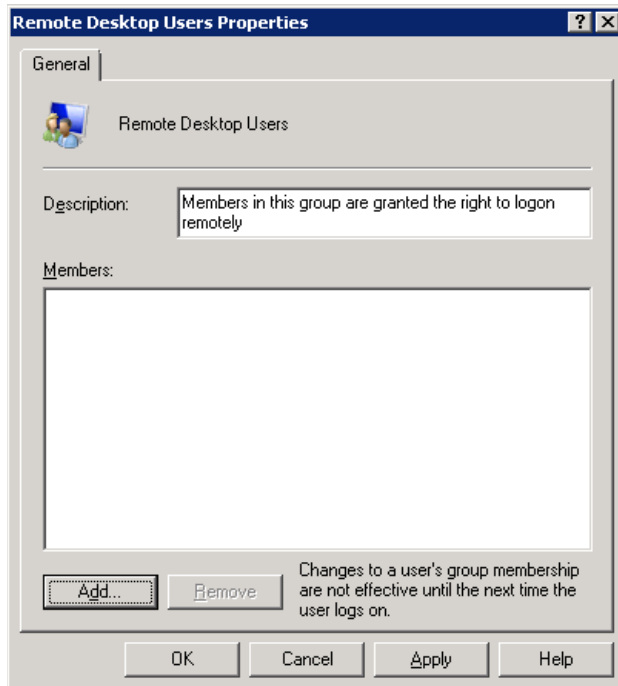 Remote Desktop Users Properties
General
Remote Desktop Users
Description:
Members in this group are granted the right to logon
remotely
Members:
Add...
Remove
Changes to a user's group membership
are not effective until the next time the
user logs on.
OK
Cancel
Apply
Help